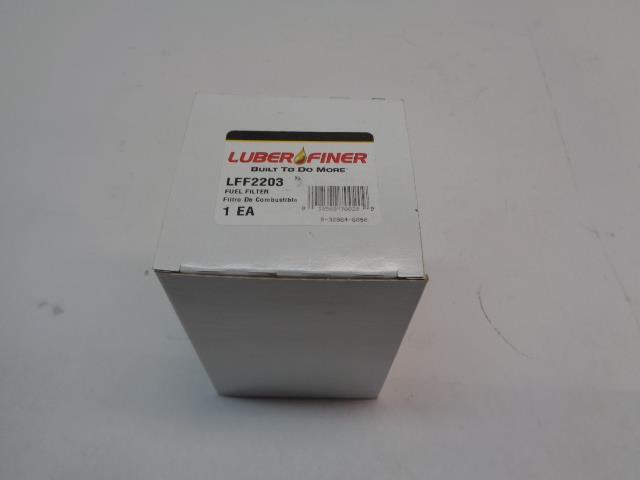 LUBERFINER
BUILT TO DO MORE
LFF2203
FUEL FILTER
Filtro De Combustible
1 EA